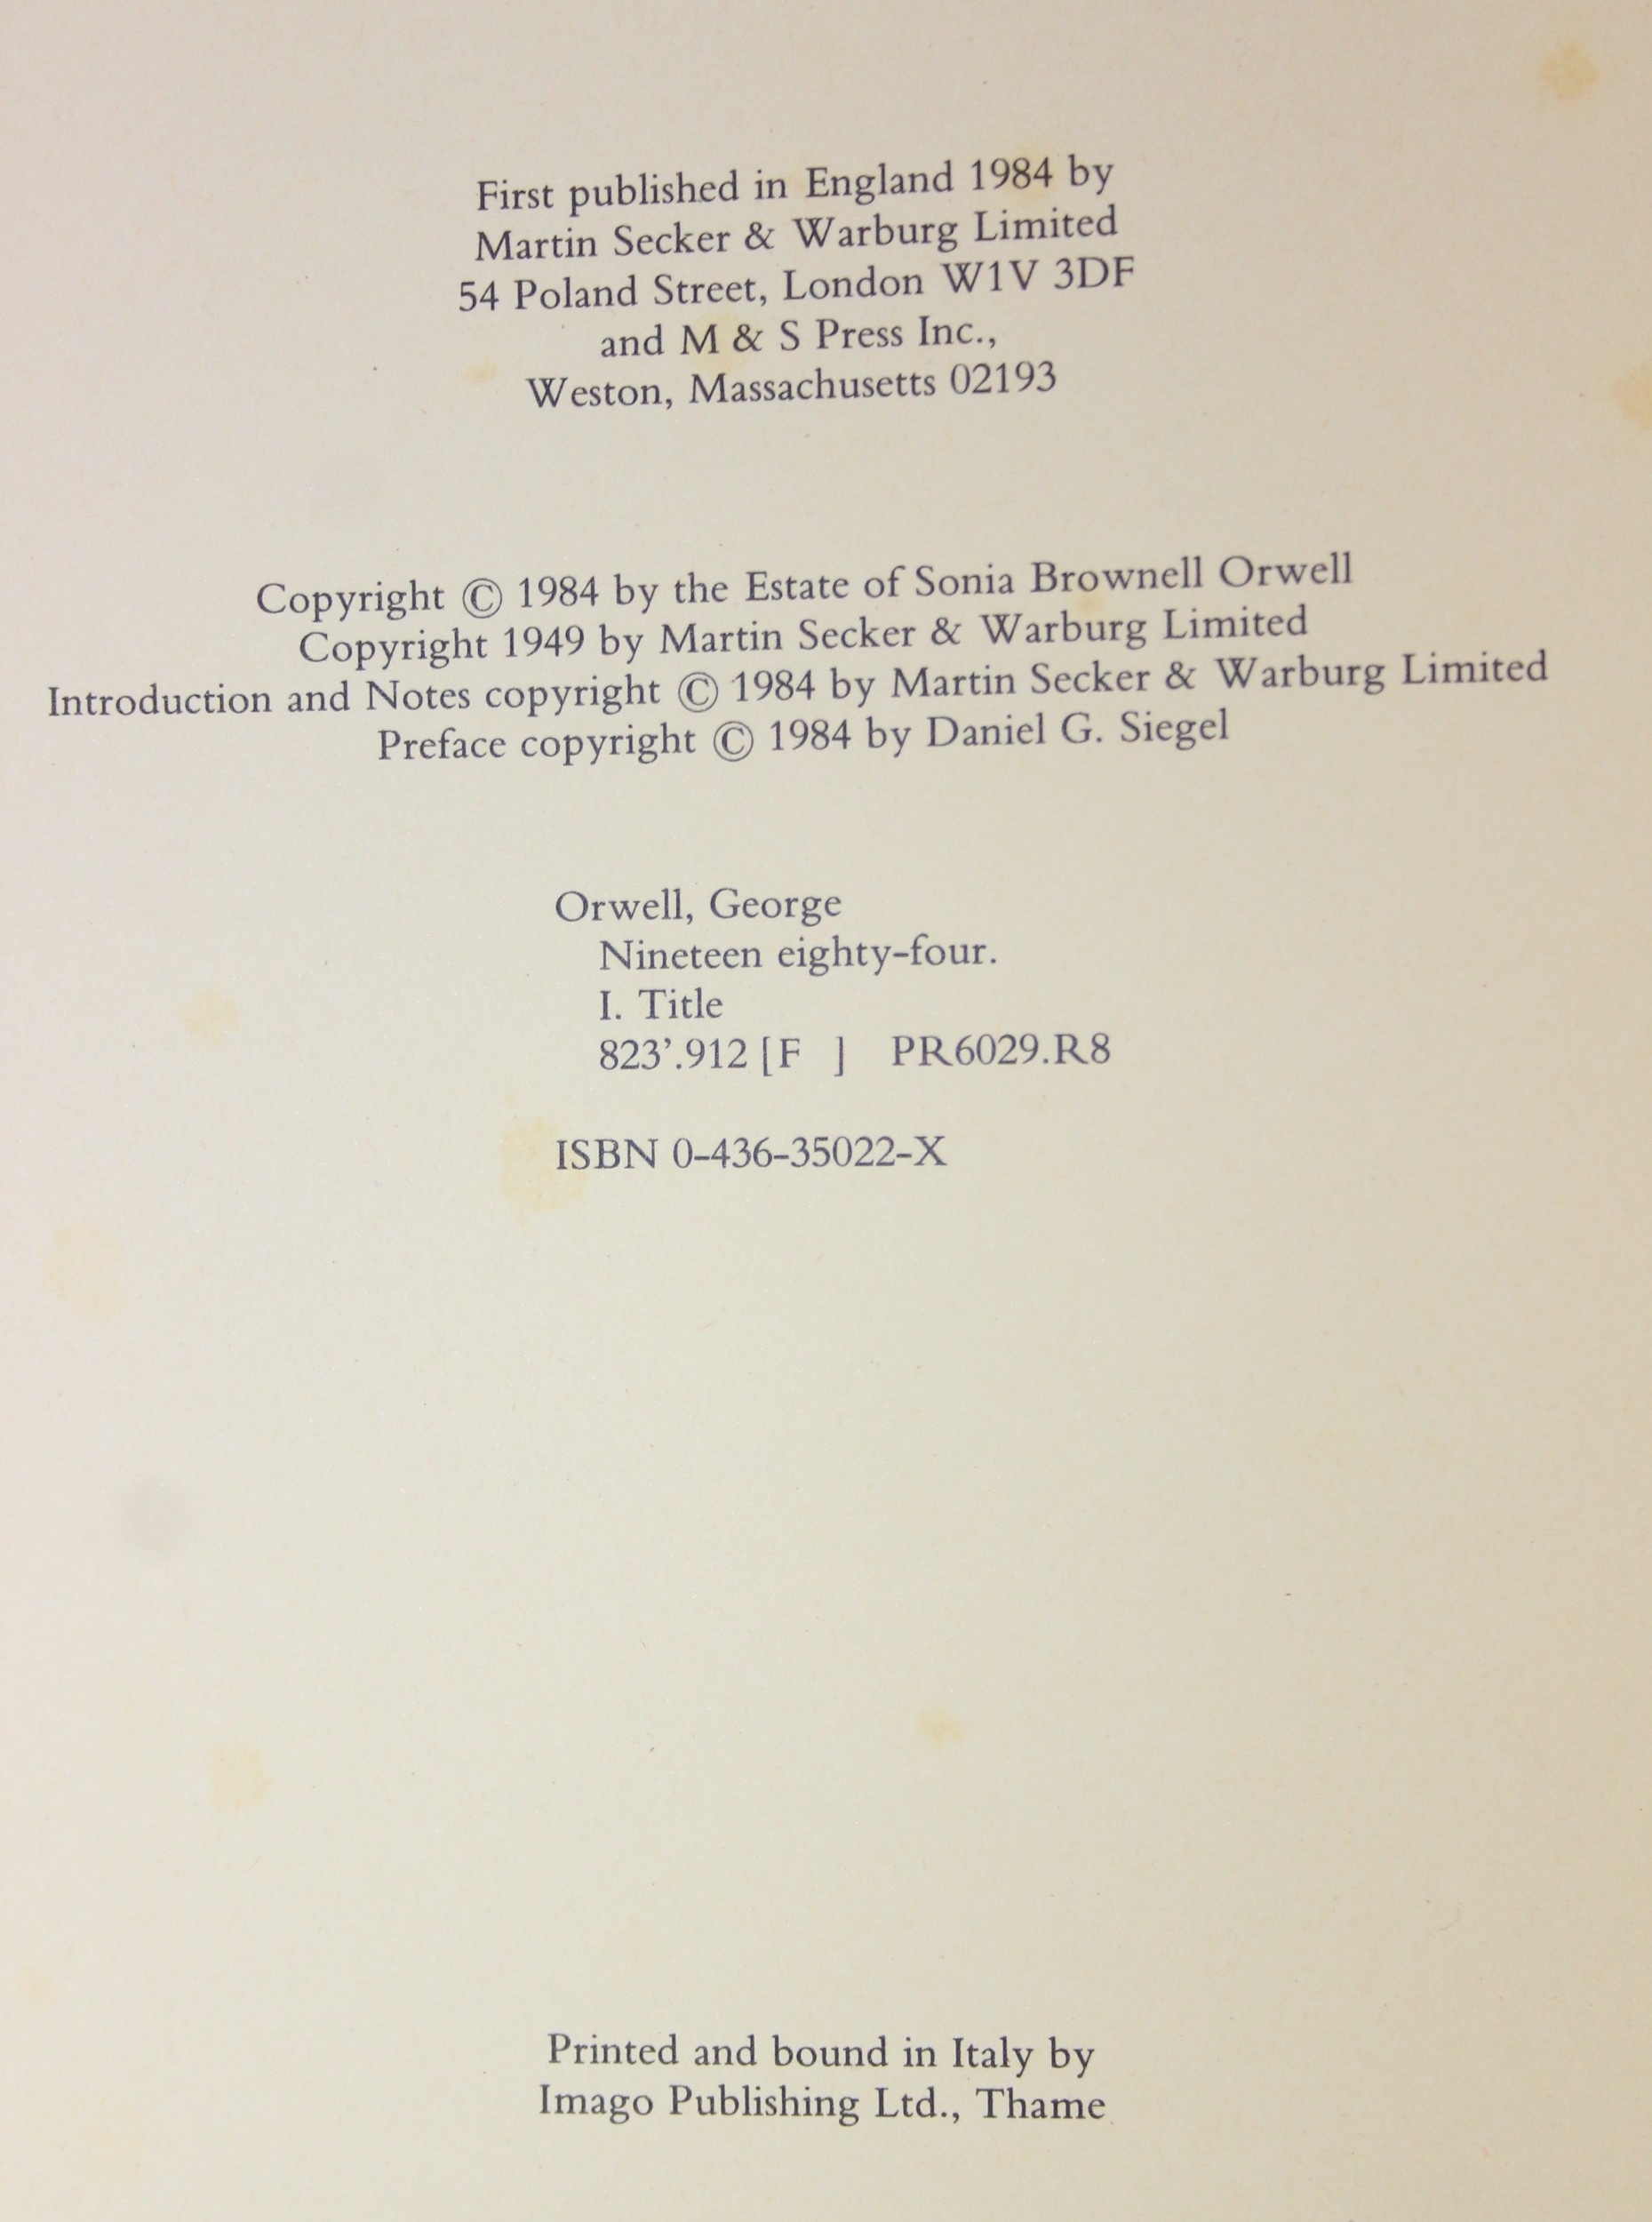 First published in England 1984 by
Martin Secker & Warburg Limited
54 Poland Street, London W1V 3DF
and M & S Press Inc.,
Weston, Massachusetts 02193
Copyright © 1984 by the Estate of Sonia Brownell Orwell
Copyright 1949 by Martin Secker & Warburg Limited
Introduction and Notes copyright © 1984 by Martin Secker & Warburg Limited
Preface copyright © 1984 by Daniel G. Siegel
Orwell, George
Nineteen eighty-four.
I. Title
823’.912 [F ] PR6029.R8
ISBN 0-436-35022-X
Printed and bound in Italy by
Imago Publishing Ltd., Thame